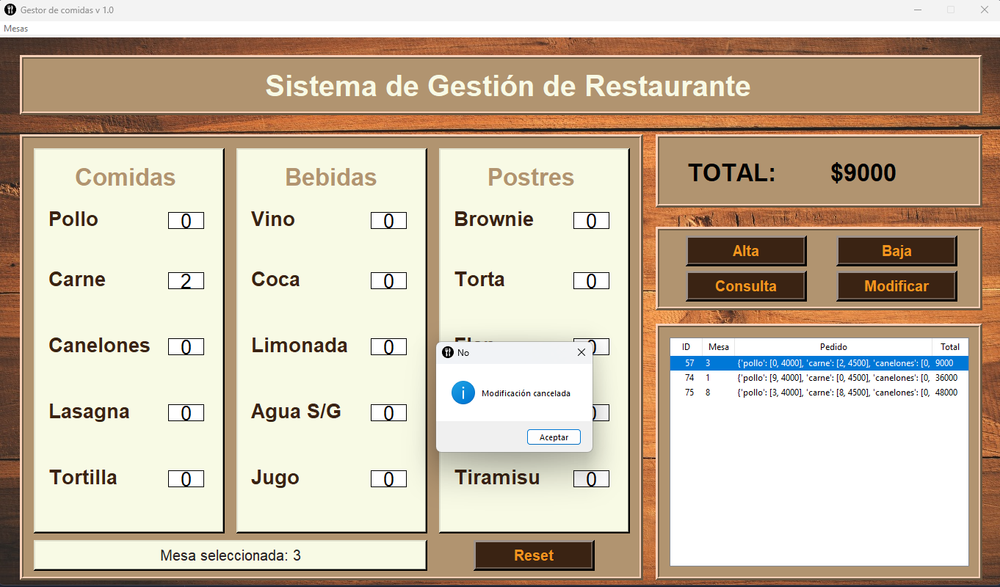 Gestor de comidas v 1.0
Mesas
Sistema de Gestión de Restaurante
Comidas
Pollo 0
Carne 2
Canelones 0
Lasagna 0
Tortilla 0
Bebidas
Vino 0
Coca 0
Limonada 0
Agua S/G 0
Jugo 0
Postres
Brownie 0
Torta 0
Tiramisu 0
Mesa seleccionada: 3
Reset
TOTAL: $9000
Alta
Baja
Consulta
Modificar
ID Mesa Pedido Total
57 3 {'pollo': [0, 4000], 'carne': [2, 4500], 'canelones': [0, 9000
74 1 {'pollo': [9, 4000], 'carne': [0, 4500], 'canelones': [0, 36000
75 8 {'pollo': [3, 4000], 'carne': [8, 4500], 'canelones': [0, 48000
No
Modificación cancelada
Aceptar